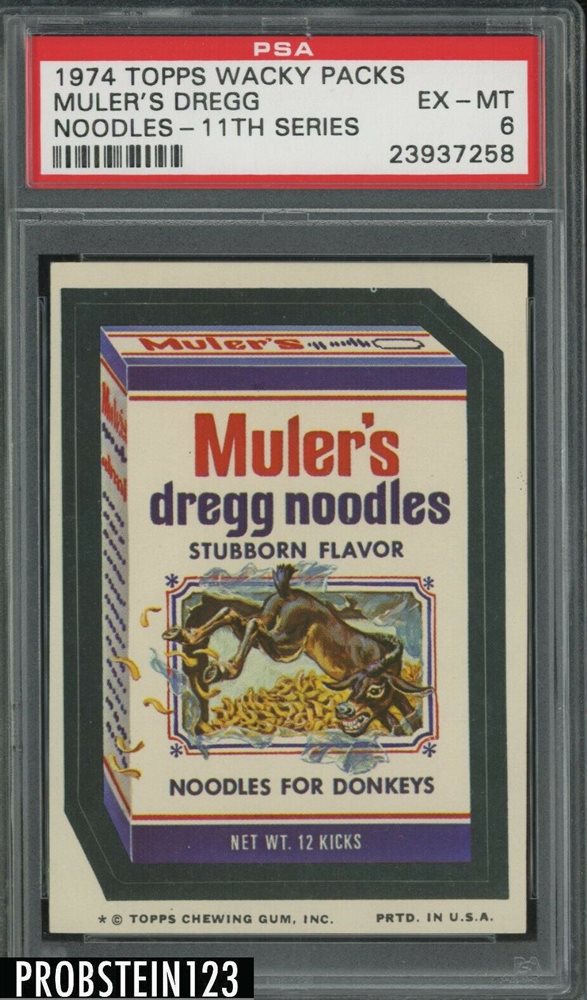 PSA
1974 TOPPS WACKY PACKS
MULER'S DREGG EX - MT
NOODLES - 11TH SERIES 6
23937258
Muler's
Muler's
Muler's
dregg noodles
STUBBORN FLAVOR
NOODLES FOR DONKEYS
NET WT. 12 KICKS
* © TOPPS CHEWING GUM, INC. PRTD. IN U.S.A.
PROBSTEIN123